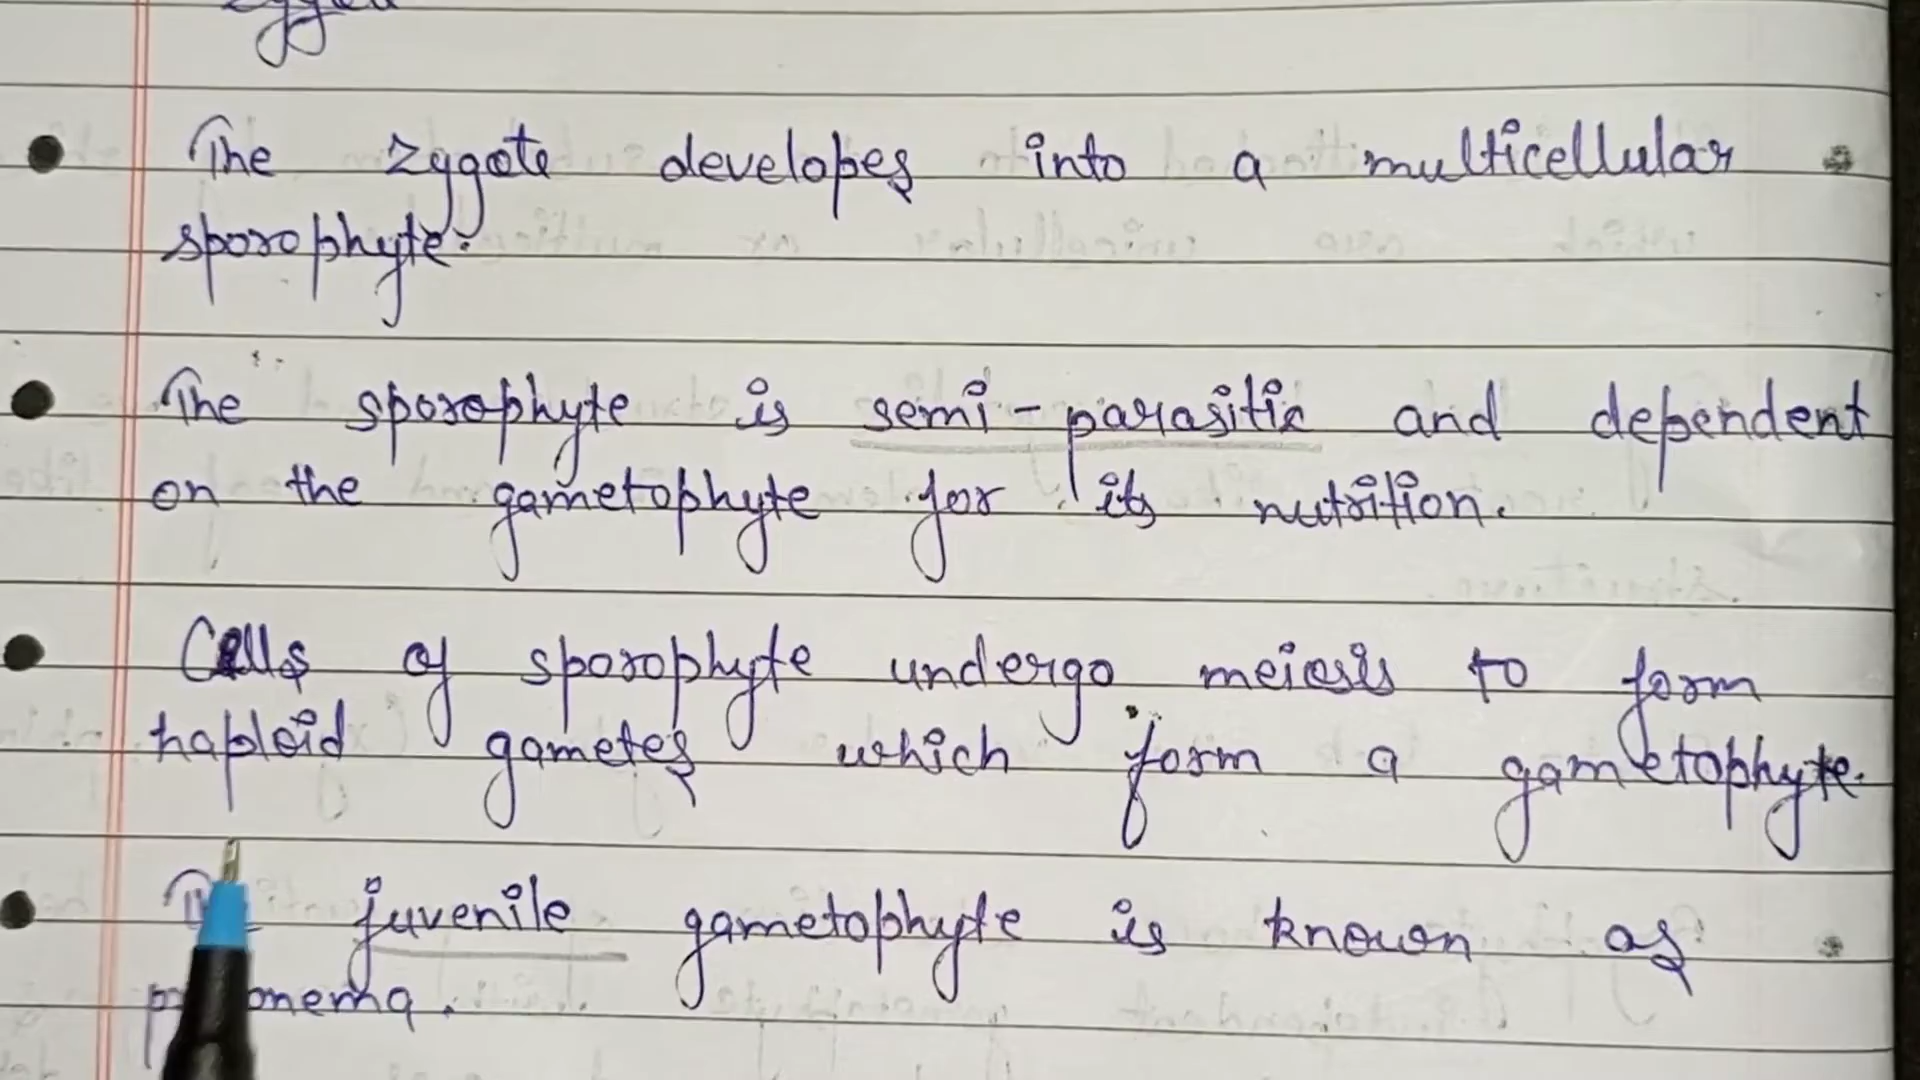 The zygote developes into a multicellular
sporophyte.
The sporophyte is semi-parasitic and dependent
on the gametophyte for its nutrition.
Cells of sporophyte undergo meiosis to form
haploid gametes which form a gametophyte.
juvenile gametophyte is known as